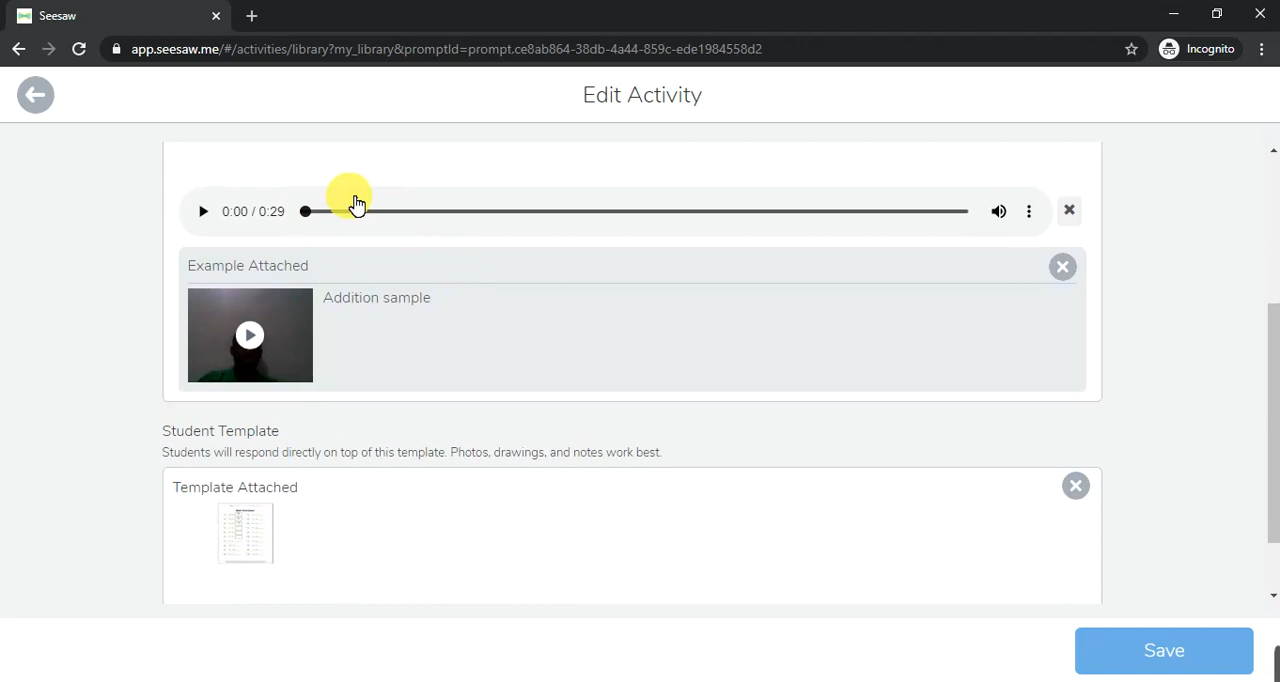 Seesaw
app.seesaw.me/#/activities/library?my_library&promptId=prompt.ce8ab864-38db-4a44-859c-ede1984558d2
Incognito
Edit Activity
0:00 / 0:29
Example Attached
Addition sample
Student Template
Students will respond directly on top of this template. Photos, drawings, and notes work best.
Template Attached
Save